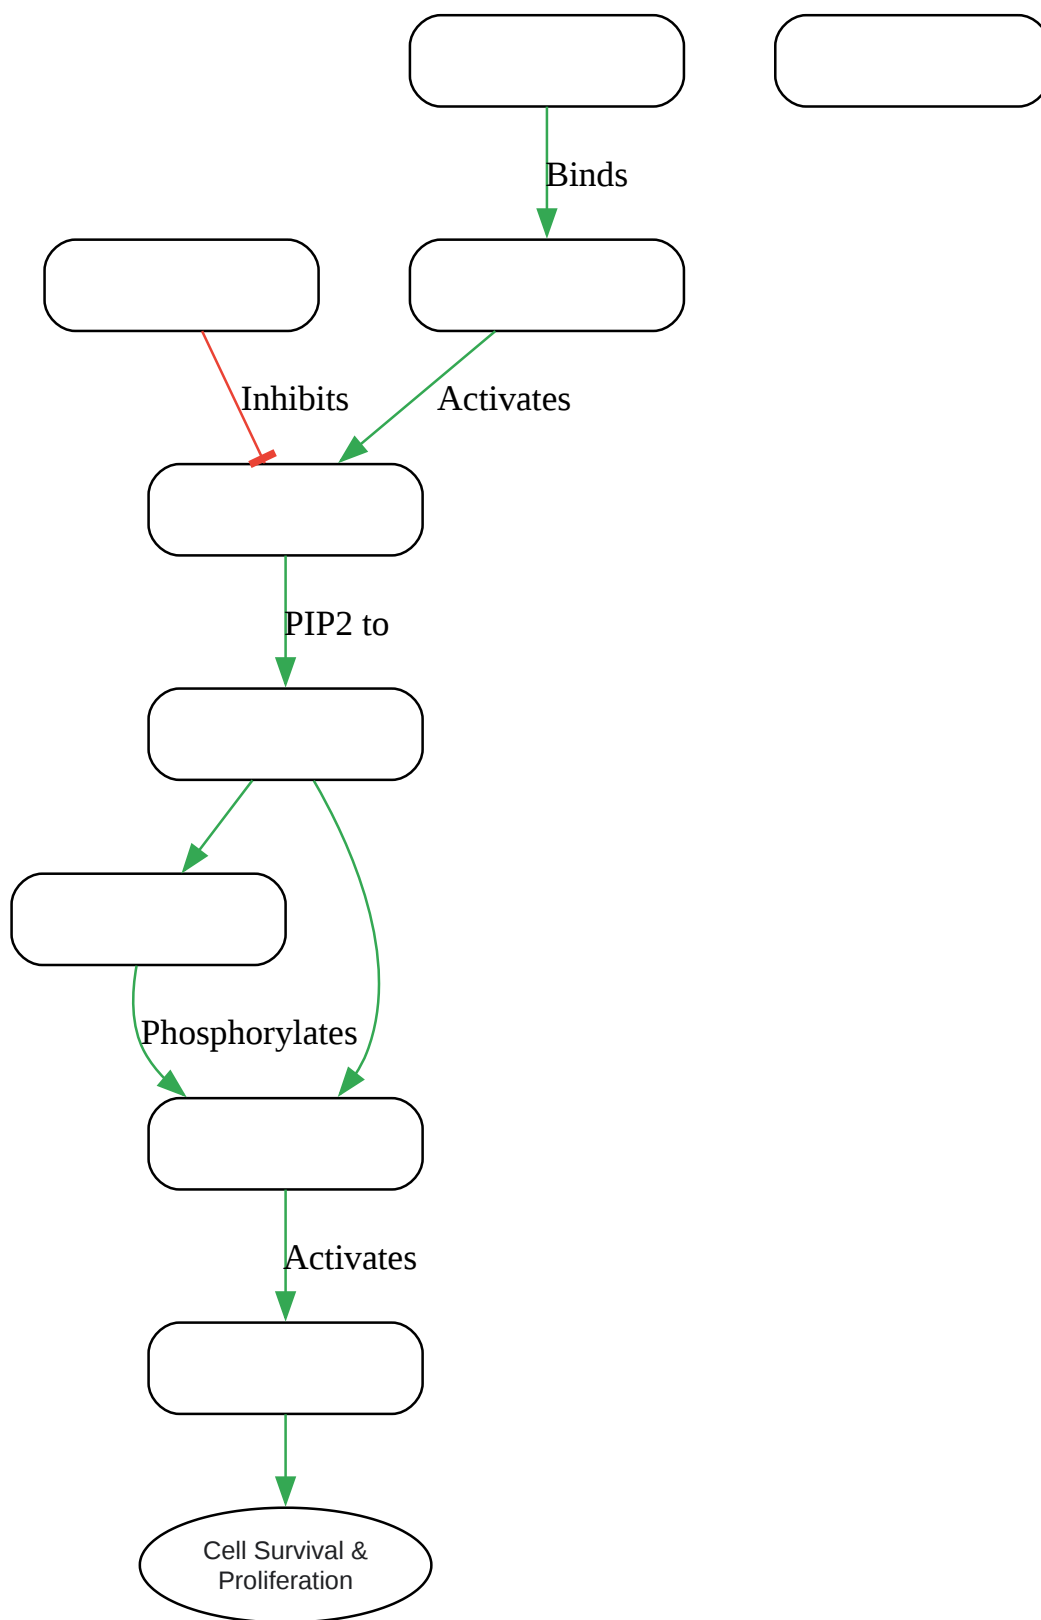 Binds
Inhibits
Activates
PIP2 to
Phosphorylates
Activates
Cell Survival &
Proliferation